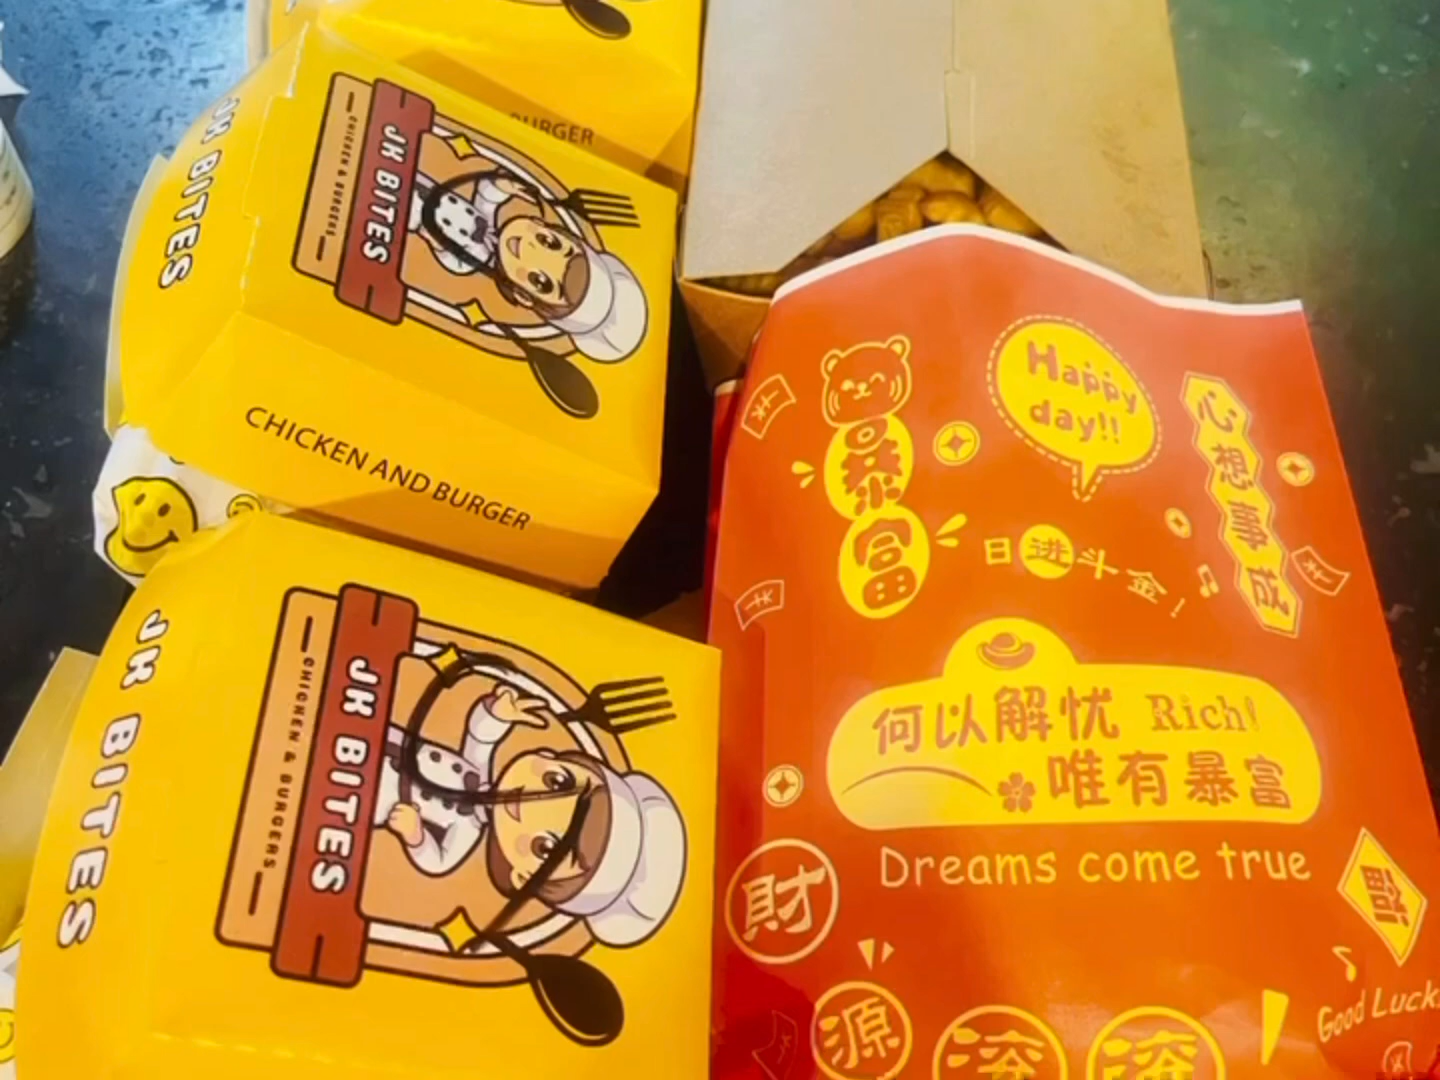 BURGER
JK BITES
JK BITES
CHICKEN & BURGERS
CHICKEN AND BURGER
JK BITES
JK BITES
CHICKEN & BURGERS
Happy
day!!
暴富
心想事成
日进斗金!
何以解忧 Rich!
唯有暴富
Dreams come true
財
源
滚
滚
福
Good Luck